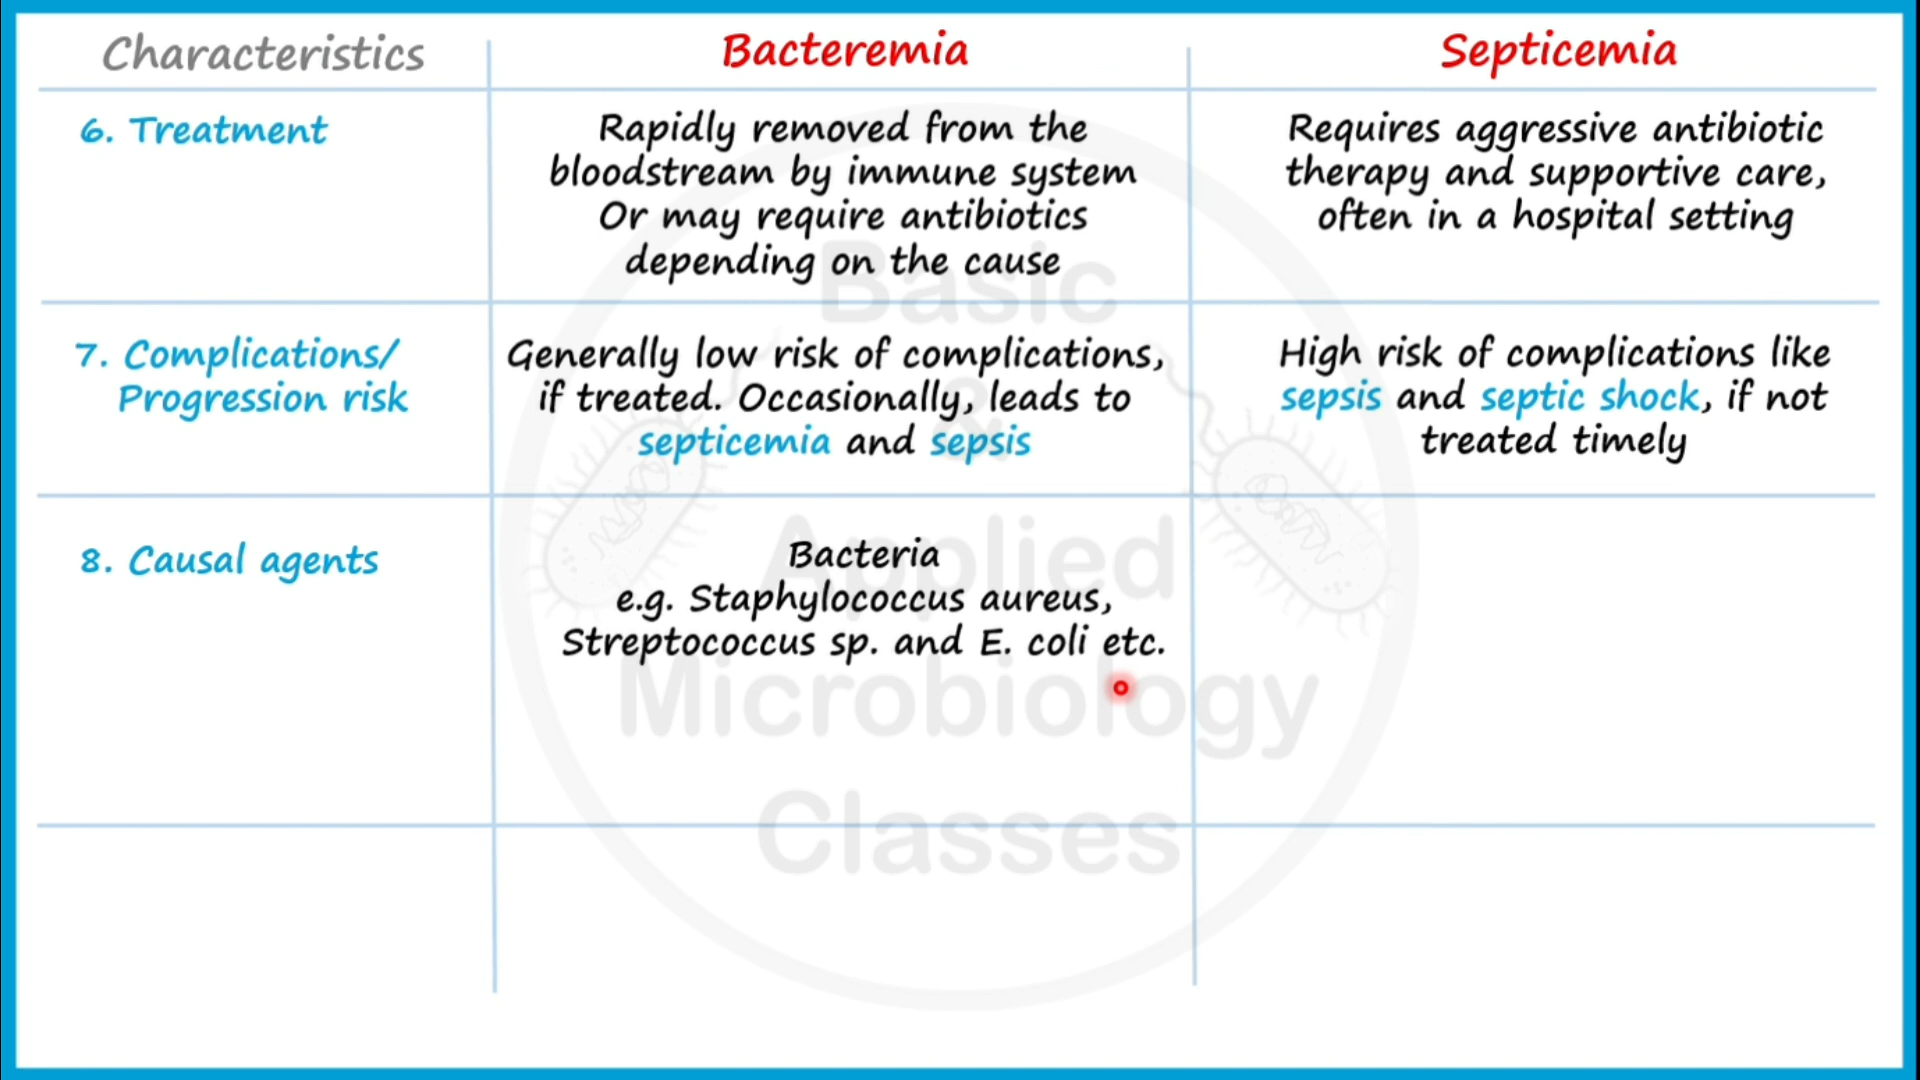 Characteristics Bacteremia Septicemia
6. Treatment
Rapidly removed from the
bloodstream by immune system
Or may require antibiotics
depending on the cause
Requires aggressive antibiotic
therapy and supportive care,
often in a hospital setting
7. Complications/
Progression risk
Generally low risk of complications,
if treated. Occasionally, leads to
septicemia and sepsis
High risk of complications like
sepsis and septic shock, if not
treated timely
8. Causal agents
Bacteria
e.g. Staphylococcus aureus,
Streptococcus sp. and E. coli etc.
Basic
&
Applied
Microbiology
Classes